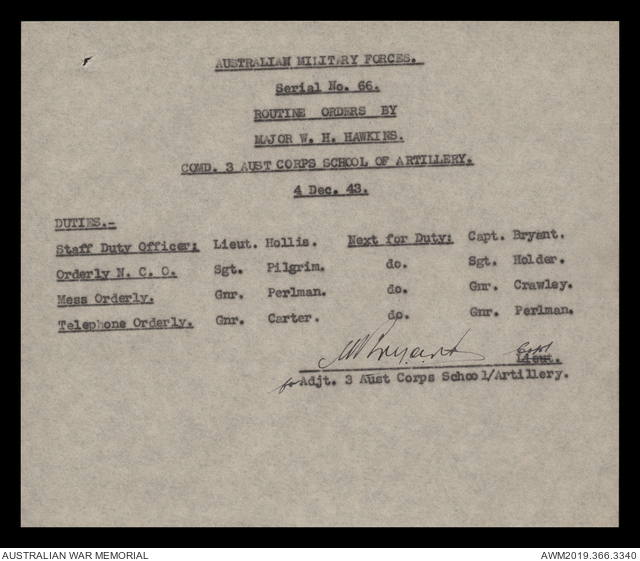 AUSTRALIAN MILITARY FORCES.
Serial No. 66.
ROUTINE ORDERS BY
MAJOR W. H. HAWKINS.
COMD. 3 AUST CORPS SCHOOL OF ARTILLERY.
4 Dec. 43.
DUTIES.-
Staff Duty Officer: Lieut. Hollis. Next for Duty: Capt. Bryant.
Orderly N. C. O. Sgt. Pilgrim. do. Sgt. Holder.
Mess Orderly. Gnr. Perlman. do. Gnr. Crawley.
Telephone Orderly. Gnr. Carter. do. Gnr. Perlman.
Bryant Capt
Lieut.
for Adjt. 3 Aust Corps School/Artillery.
AUSTRALIAN WAR MEMORIAL AWM2019.366.3340